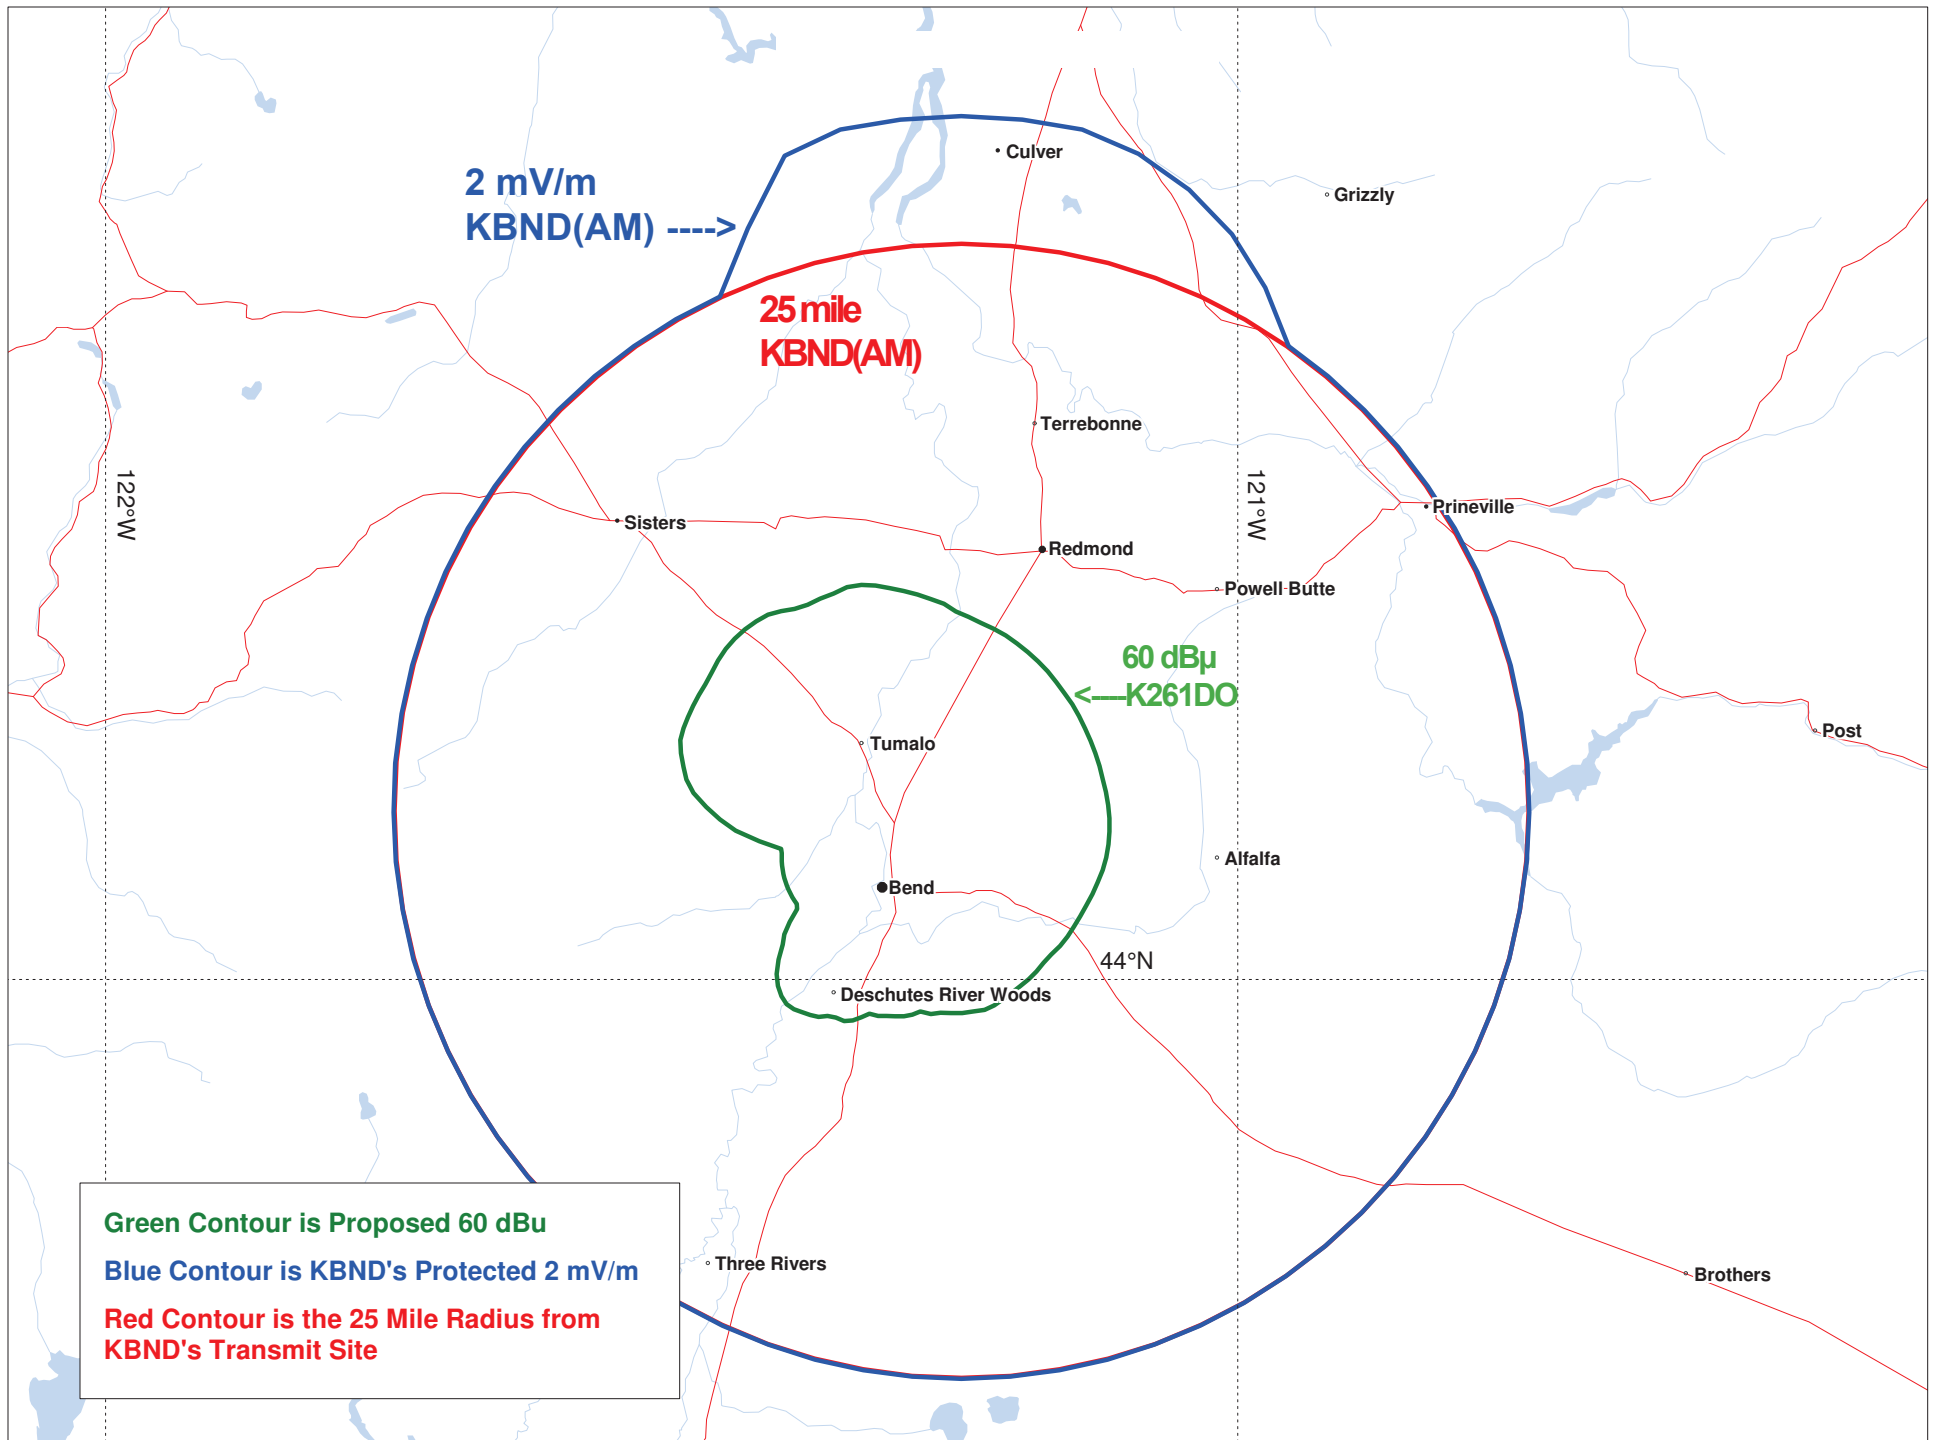 Culver
2 mV/m
KBND(AM) ---->
Grizzly
25 mile
KBND(AM)
Terrebonne
122°W
121°W
Sisters
Prineville
Redmond
Powell Butte
60 dBµ
<----K261DO
Post
Tumalo
Alfalfa
Bend
44°N
Deschutes River Woods
Green Contour is Proposed 60 dBu
Blue Contour is KBND's Protected 2 mV/m
Red Contour is the 25 Mile Radius from
KBND's Transmit Site
Three Rivers
Brothers